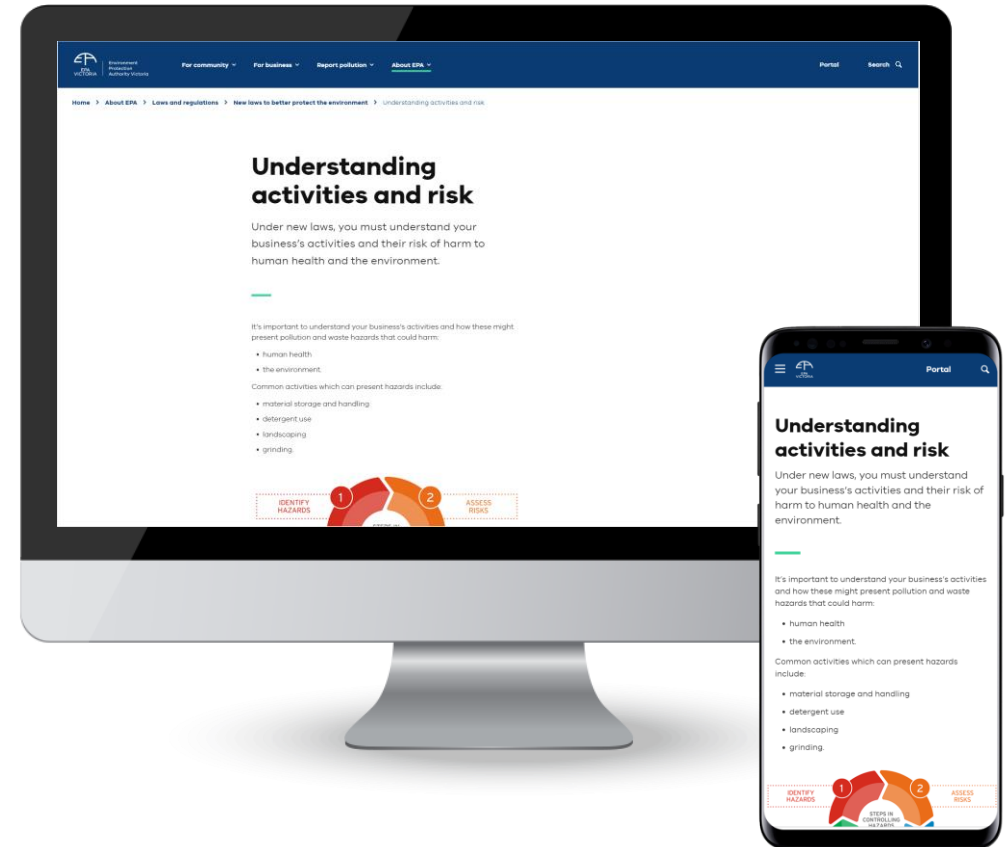 EPA
VICTORIA
Environment
Protection
Authority Victoria
For community
For business
Report pollution
About EPA
Portal
Search
Home > About EPA > Laws and regulations > New laws to better protect the environment > Understanding activities and risk
Understanding
activities and risk
Under new laws, you must understand your
business's activities and their risk of harm to
human health and the environment.
It's important to understand your business's activities and how these might
present pollution and waste hazards that could harm:
• human health
• the environment.
Common activities which can present hazards include:
• material storage and handling
• detergent use
• landscaping
• grinding.
IDENTIFY
HAZARDS
1
2
ASSESS
RISKS
STEPS IN
EPA
VICTORIA
Portal
Understanding
activities and risk
Under new laws, you must understand
your business's activities and their risk of
harm to human health and the
environment.
It's important to understand your business's activities
and how these might present pollution and waste
hazards that could harm:
• human health
• the environment.
Common activities which can present hazards
include:
• material storage and handling
• detergent use
• landscaping
• grinding.
IDENTIFY
HAZARDS
1
2
ASSESS
RISKS
STEPS IN
CONTROLLING
HAZARDS